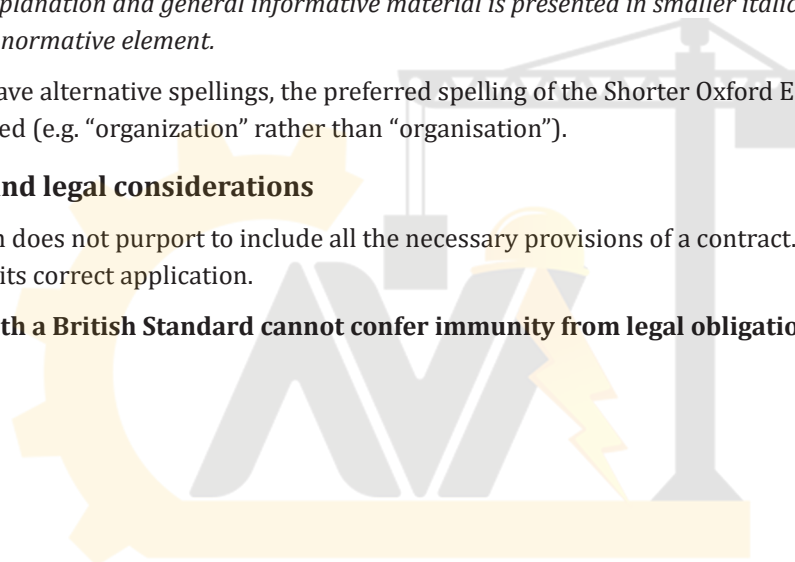 planation and general informative material is presented in smaller italic
normative element.
ave alternative spellings, the preferred spelling of the Shorter Oxford E
ed (e.g. “organization” rather than “organisation”).
nd legal considerations
n does not purport to include all the necessary provisions of a contract.
its correct application.
th a British Standard cannot confer immunity from legal obligatio